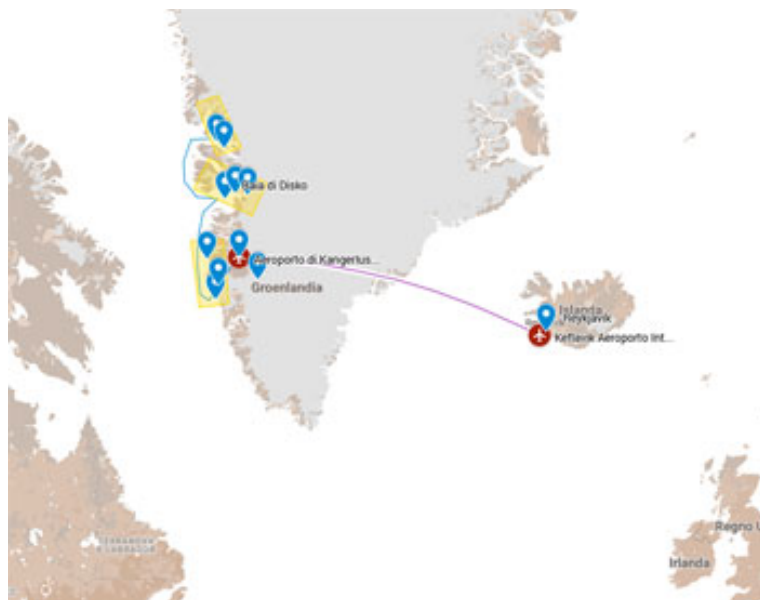 Baia di Disko
Aeroporto di Kangerlus...
Groenlandia
Islanda
Reykjavik
Keflavik Aeroporto Int...
Regno U
Irlanda